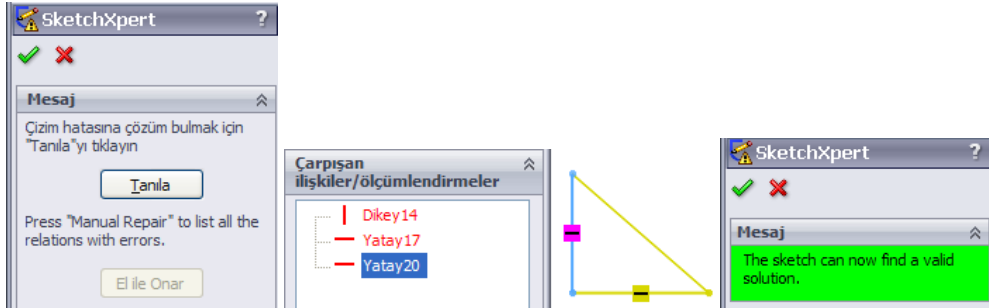 SketchXpert ?
Mesaj
Çizim hatasına çözüm bulmak için
"Tanıla"yı tıklayın
Tanıla
Press "Manual Repair" to list all the
relations with errors.
El ile Onar
Çarpışan
ilişkiler/ölçümlendirmeler
Dikey14
Yatay17
Yatay20
SketchXpert ?
Mesaj
The sketch can now find a valid
solution.